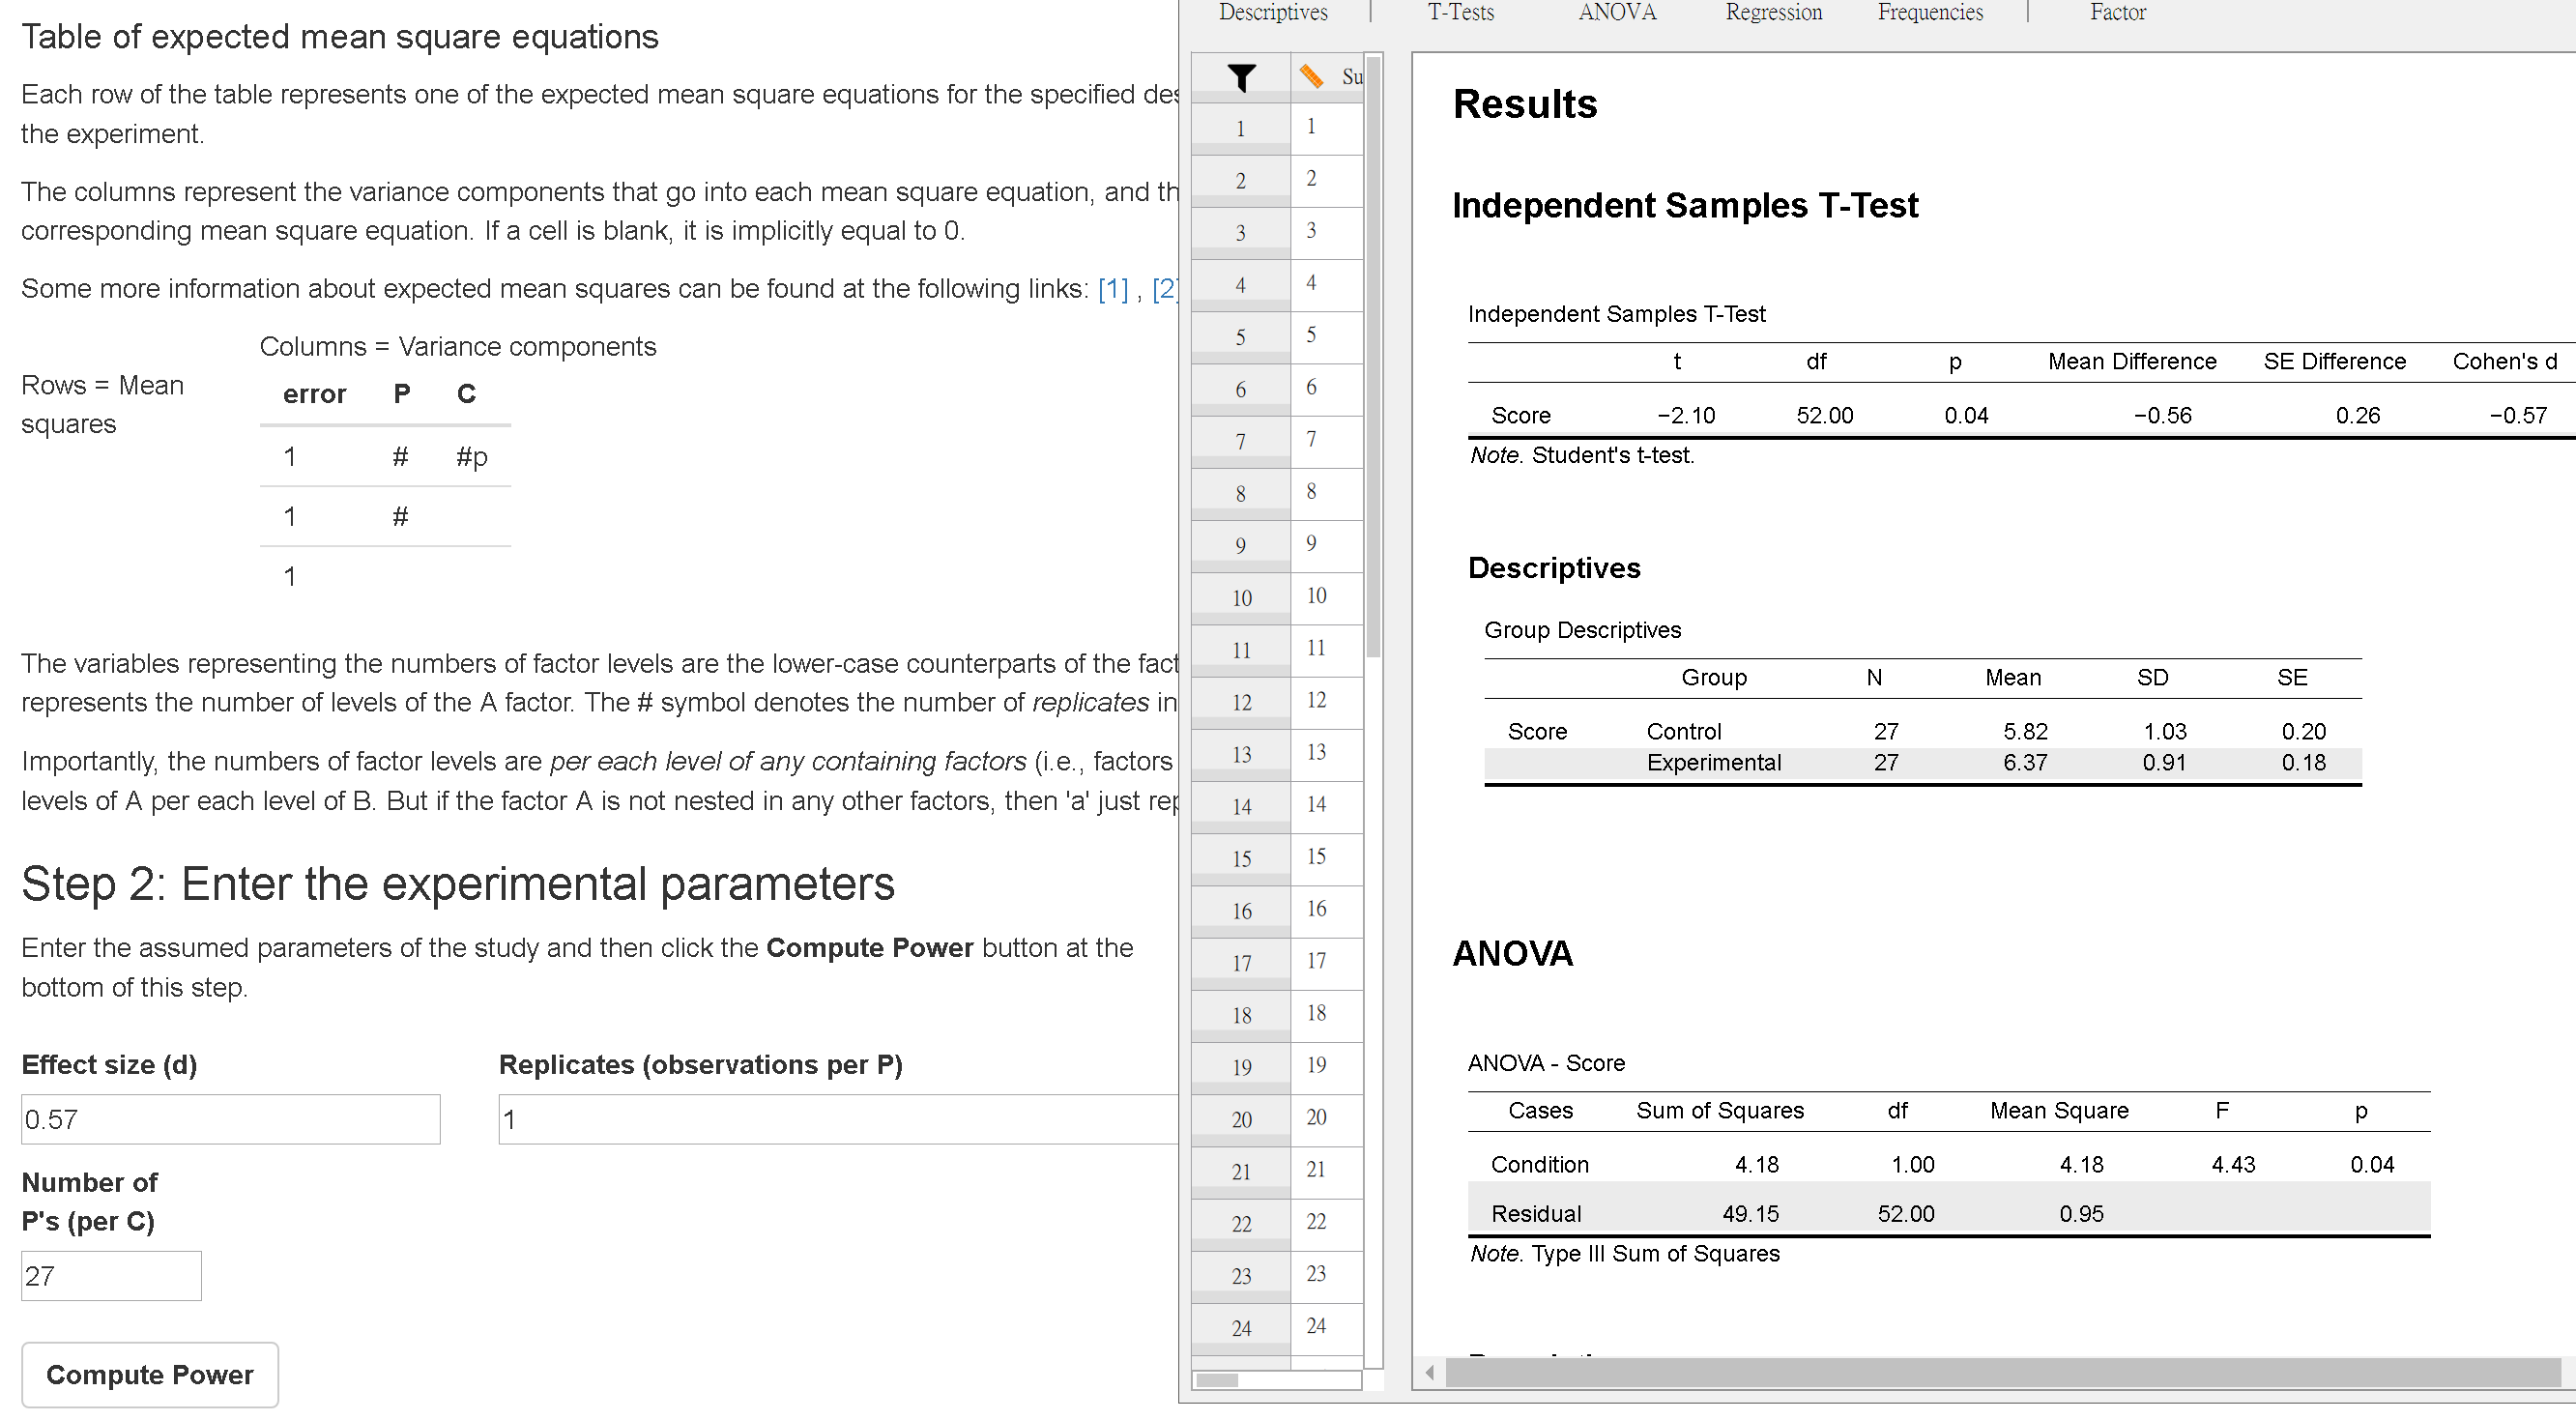 Table of expected mean square equations
Each row of the table represents one of the expected mean square equations for the specified des
the experiment.
The columns represent the variance components that go into each mean square equation, and th
corresponding mean square equation. If a cell is blank, it is implicitly equal to 0.
Some more information about expected mean squares can be found at the following links: [1] , [2]
Columns = Variance components
Rows = Mean
squares
error P C
1 # #p
1 #
1
The variables representing the numbers of factor levels are the lower-case counterparts of the fact
represents the number of levels of the A factor. The # symbol denotes the number of replicates in
Importantly, the numbers of factor levels are per each level of any containing factors (i.e., factors
levels of A per each level of B. But if the factor A is not nested in any other factors, then 'a' just rep
Step 2: Enter the experimental parameters
Enter the assumed parameters of the study and then click the Compute Power button at the
bottom of this step.
Effect size (d) Replicates (observations per P)
0.57 1
Number of
P's (per C)
27
Compute Power
Descriptives T-Tests ANOVA Regression Frequencies Factor
Su
1 1
2 2
3 3
4 4
5 5
6 6
7 7
8 8
9 9
10 10
11 11
12 12
13 13
14 14
15 15
16 16
17 17
18 18
19 19
20 20
21 21
22 22
23 23
24 24
Results
Independent Samples T-Test
Independent Samples T-Test
t df p Mean Difference SE Difference Cohen's d
Score −2.10 52.00 0.04 −0.56 0.26 −0.57
Note. Student's t-test.
Descriptives
Group Descriptives
Group N Mean SD SE
Score Control 27 5.82 1.03 0.20
Experimental 27 6.37 0.91 0.18
ANOVA
ANOVA - Score
Cases Sum of Squares df Mean Square F p
Condition 4.18 1.00 4.18 4.43 0.04
Residual 49.15 52.00 0.95
Note. Type III Sum of Squares